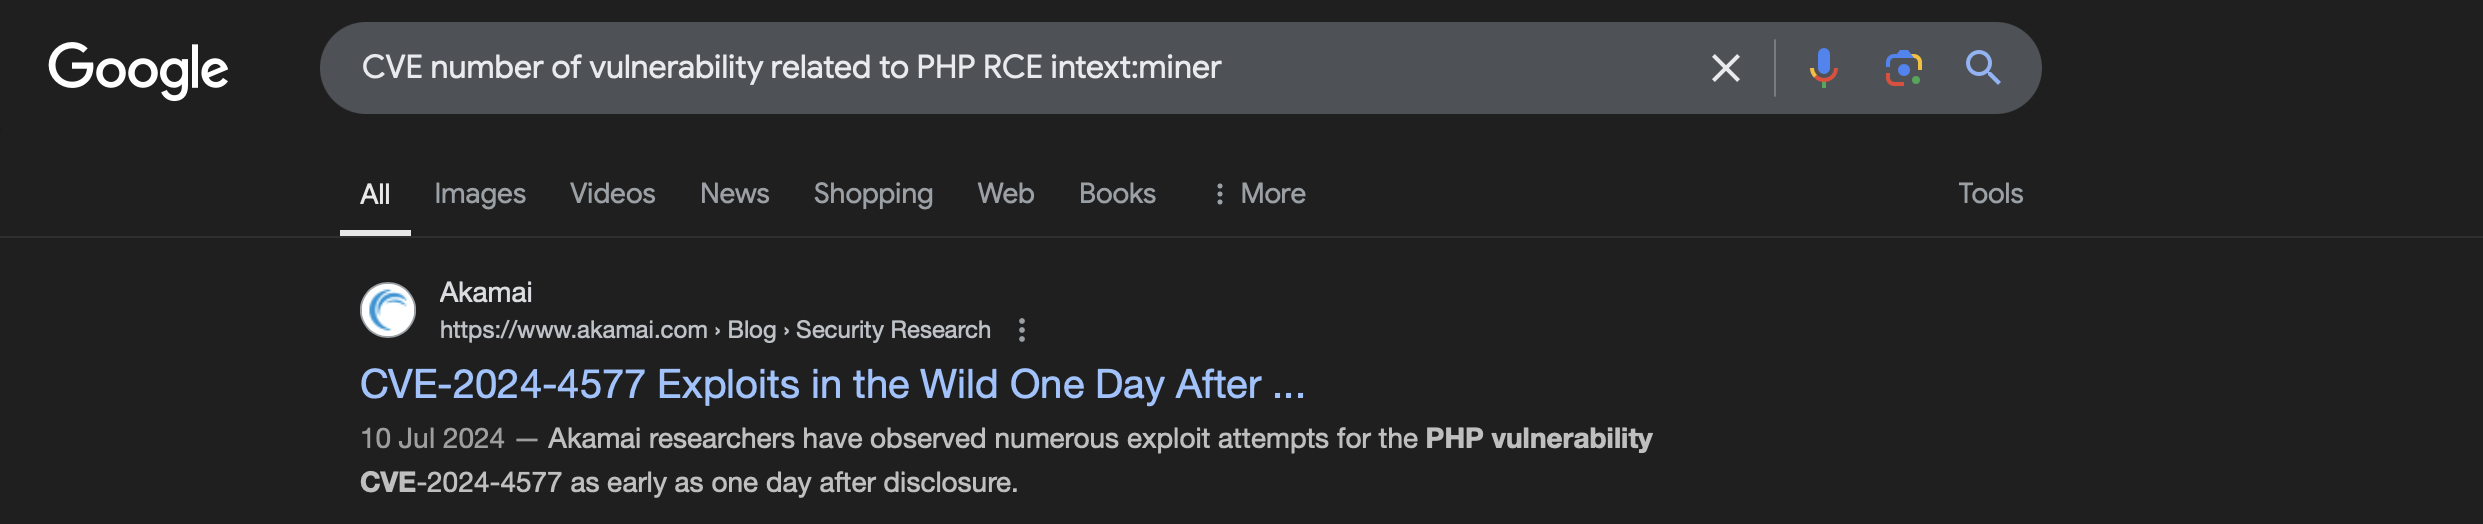 Google
CVE number of vulnerability related to PHP RCE intext:miner
All Images Videos News Shopping Web Books More Tools
Akamai
https://www.akamai.com › Blog › Security Research
CVE-2024-4577 Exploits in the Wild One Day After ...
10 Jul 2024 — Akamai researchers have observed numerous exploit attempts for the PHP vulnerability
CVE-2024-4577 as early as one day after disclosure.